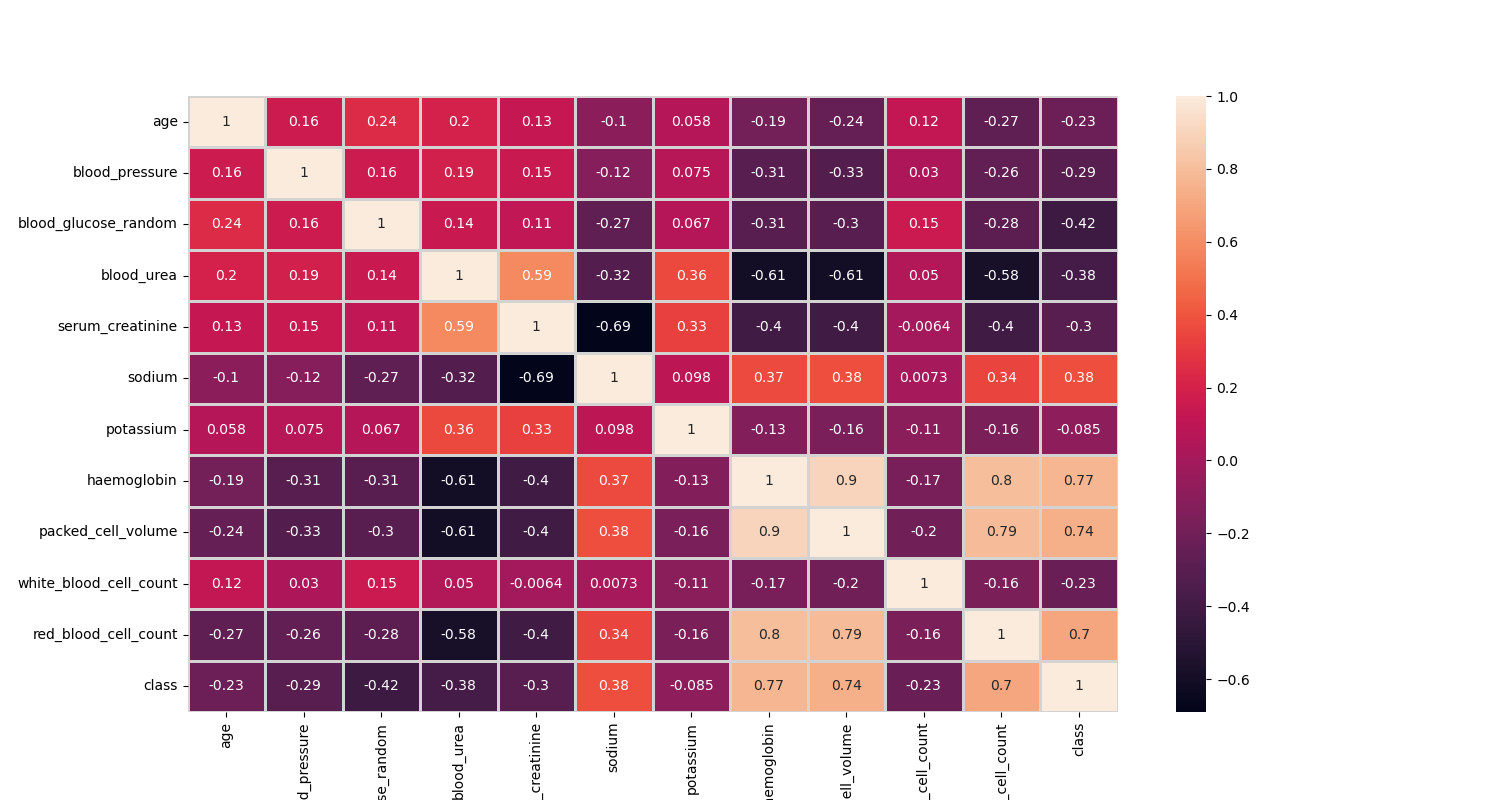 age 1 0.16 0.24 0.2 0.13 -0.1 0.058 -0.19 -0.24 0.12 -0.27 -0.23
blood_pressure 0.16 1 0.16 0.19 0.15 -0.12 0.075 -0.31 -0.33 0.03 -0.26 -0.29
blood_glucose_random 0.24 0.16 1 0.14 0.11 -0.27 0.067 -0.31 -0.3 0.15 -0.28 -0.42
blood_urea 0.2 0.19 0.14 1 0.59 -0.32 0.36 -0.61 -0.61 0.05 -0.58 -0.38
serum_creatinine 0.13 0.15 0.11 0.59 1 -0.69 0.33 -0.4 -0.4 -0.0064 -0.4 -0.3
sodium -0.1 -0.12 -0.27 -0.32 -0.69 1 0.098 0.37 0.38 0.0073 0.34 0.38
potassium 0.058 0.075 0.067 0.36 0.33 0.098 1 -0.13 -0.16 -0.11 -0.16 -0.085
haemoglobin -0.19 -0.31 -0.31 -0.61 -0.4 0.37 -0.13 1 0.9 -0.17 0.8 0.77
packed_cell_volume -0.24 -0.33 -0.3 -0.61 -0.4 0.38 -0.16 0.9 1 -0.2 0.79 0.74
white_blood_cell_count 0.12 0.03 0.15 0.05 -0.0064 0.0073 -0.11 -0.17 -0.2 1 -0.16 -0.23
red_blood_cell_count -0.27 -0.26 -0.28 -0.58 -0.4 0.34 -0.16 0.8 0.79 -0.16 1 0.7
class -0.23 -0.29 -0.42 -0.38 -0.3 0.38 -0.085 0.77 0.74 -0.23 0.7 1
age
d_pressure
se_random
blood_urea
_creatinine
sodium
potassium
aemoglobin
ell_volume
_cell_count
_cell_count
class
1.0
0.8
0.6
0.4
0.2
0.0
−0.2
−0.4
−0.6